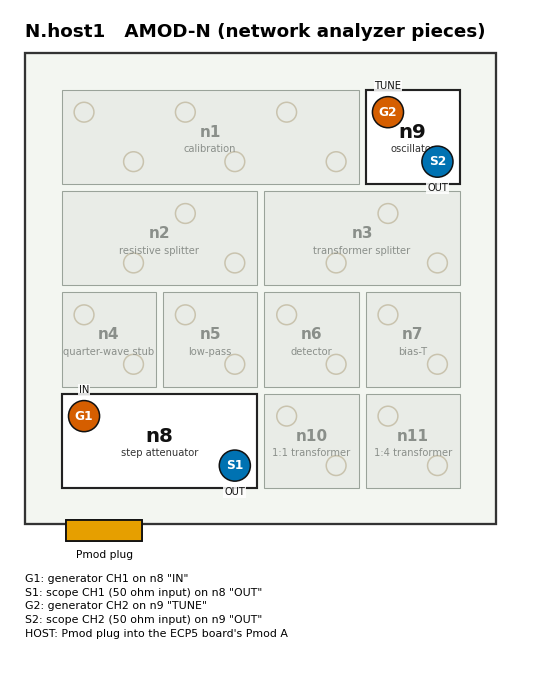 N.host1 AMOD-N (network analyzer pieces)
TUNE
G2
n1
calibration
n9
oscillator
S2
OUT
n2
resistive splitter
n3
transformer splitter
n4
quarter-wave stub
n5
low-pass
n6
detector
n7
bias-T
IN
G1
n8
step attenuator
S1
OUT
n10
1:1 transformer
n11
1:4 transformer
Pmod plug
G1: generator CH1 on n8 "IN"
S1: scope CH1 (50 ohm input) on n8 "OUT"
G2: generator CH2 on n9 "TUNE"
S2: scope CH2 (50 ohm input) on n9 "OUT"
HOST: Pmod plug into the ECP5 board's Pmod A